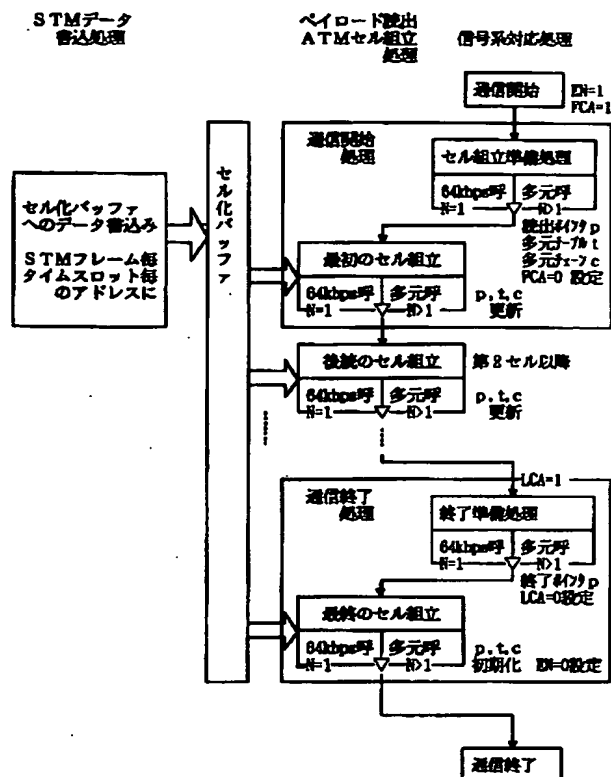 STMデータ
書込処理
ペイロード読出
ATMセル組立
処理
信号系対応処理
通信開始
EN=1
FCA=1
通信開始
処理
セル組立準備処理
64kbps呼 多元呼
N=1 N>1
読出ポインタp
多元テーブルt
多元チェーンc
FCA=0 設定
セル化バッファ
へのデータ書込み
STMフレーム毎
タイムスロット毎
のアドレスに
セル化バッファ
最初のセル組立
64kbps呼 多元呼
N=1 N>1
p,t,c
更新
後続のセル組立
第2セル以降
64kbps呼 多元呼
N=1 N>1
p,t,c
更新
LCA=1
通信終了
処理
終了準備処理
64kbps呼 多元呼
N=1 N>1
終了ポインタp
LCA=0設定
最終のセル組立
64kbps呼 多元呼
N=1 N>1
p,t,c
初期化 EN=0設定
通信終了